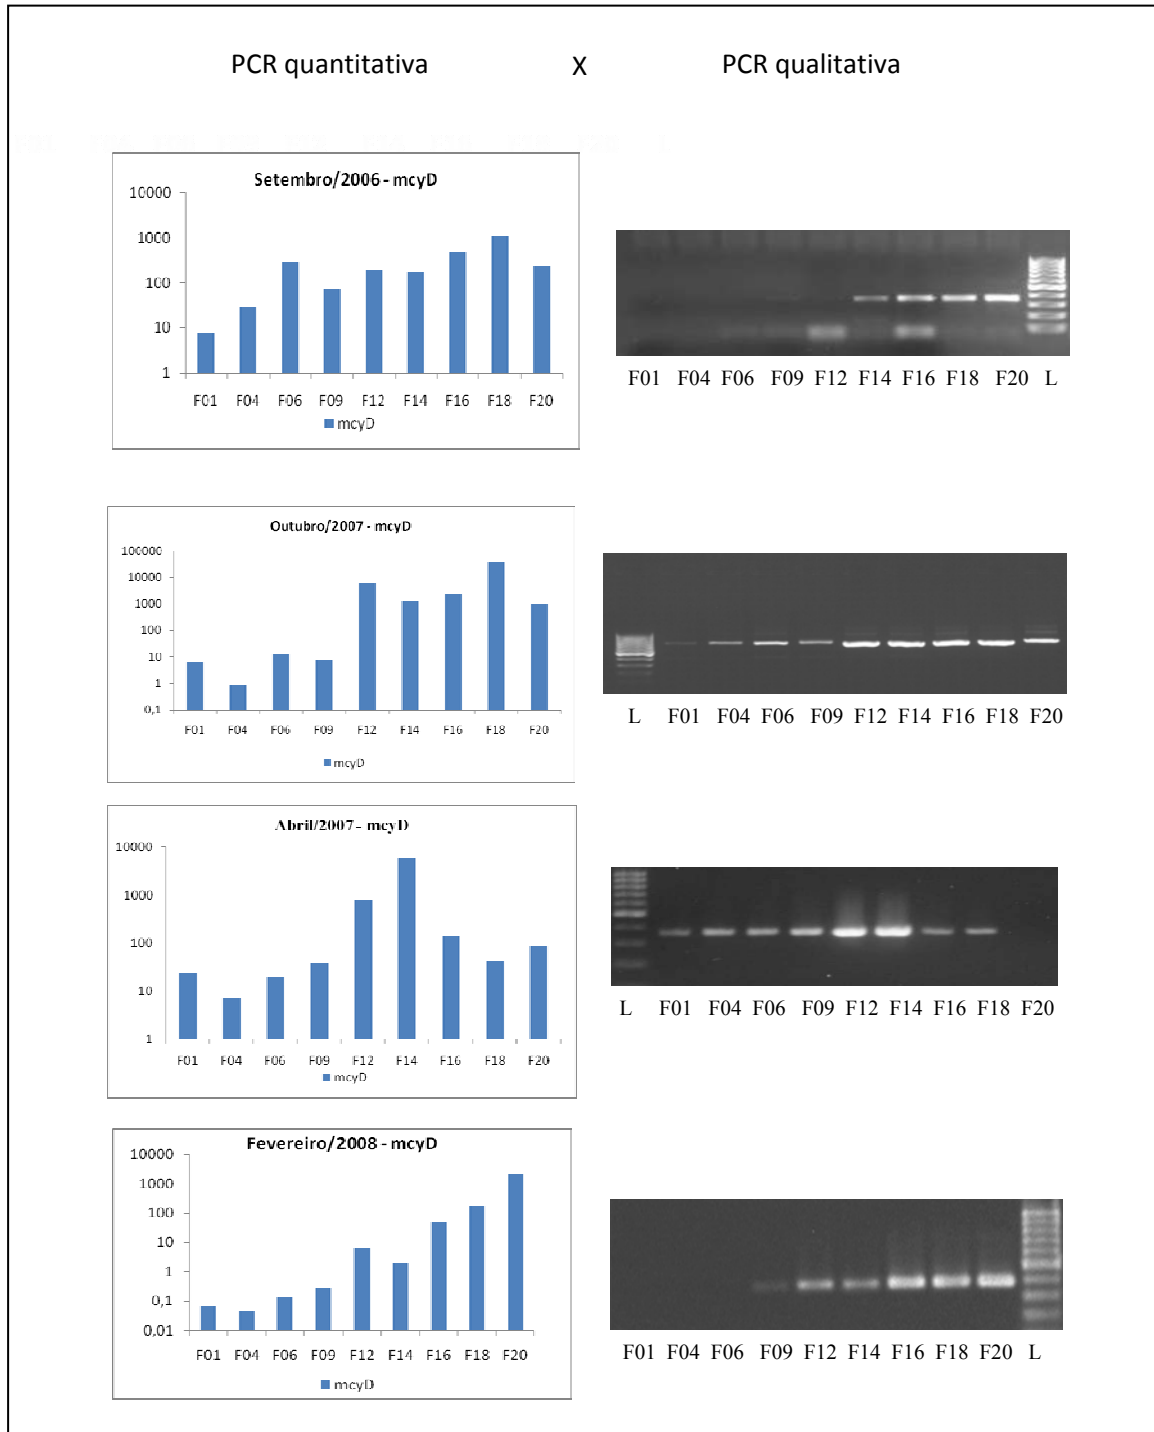 PCR quantitativa X PCR qualitativa
Setembro/2006 - mcyD
10000
1000
100
10
1
F01 F04 F06 F09 F12 F14 F16 F18 F20
mcyD
F01 F04 F06 F09 F12 F14 F16 F18 F20 L
Outubro/2007 - mcyD
100000
10000
1000
100
10
1
0,1
F01 F04 F06 F09 F12 F14 F16 F18 F20
mcyD
L F01 F04 F06 F09 F12 F14 F16 F18 F20
Abril/2007 - mcyD
10000
1000
100
10
1
F01 F04 F06 F09 F12 F14 F16 F18 F20
mcyD
L F01 F04 F06 F09 F12 F14 F16 F18 F20
Fevereiro/2008 - mcyD
10000
1000
100
10
1
0,1
0,01
F01 F04 F06 F09 F12 F14 F16 F18 F20
mcyD
F01 F04 F06 F09 F12 F14 F16 F18 F20 L